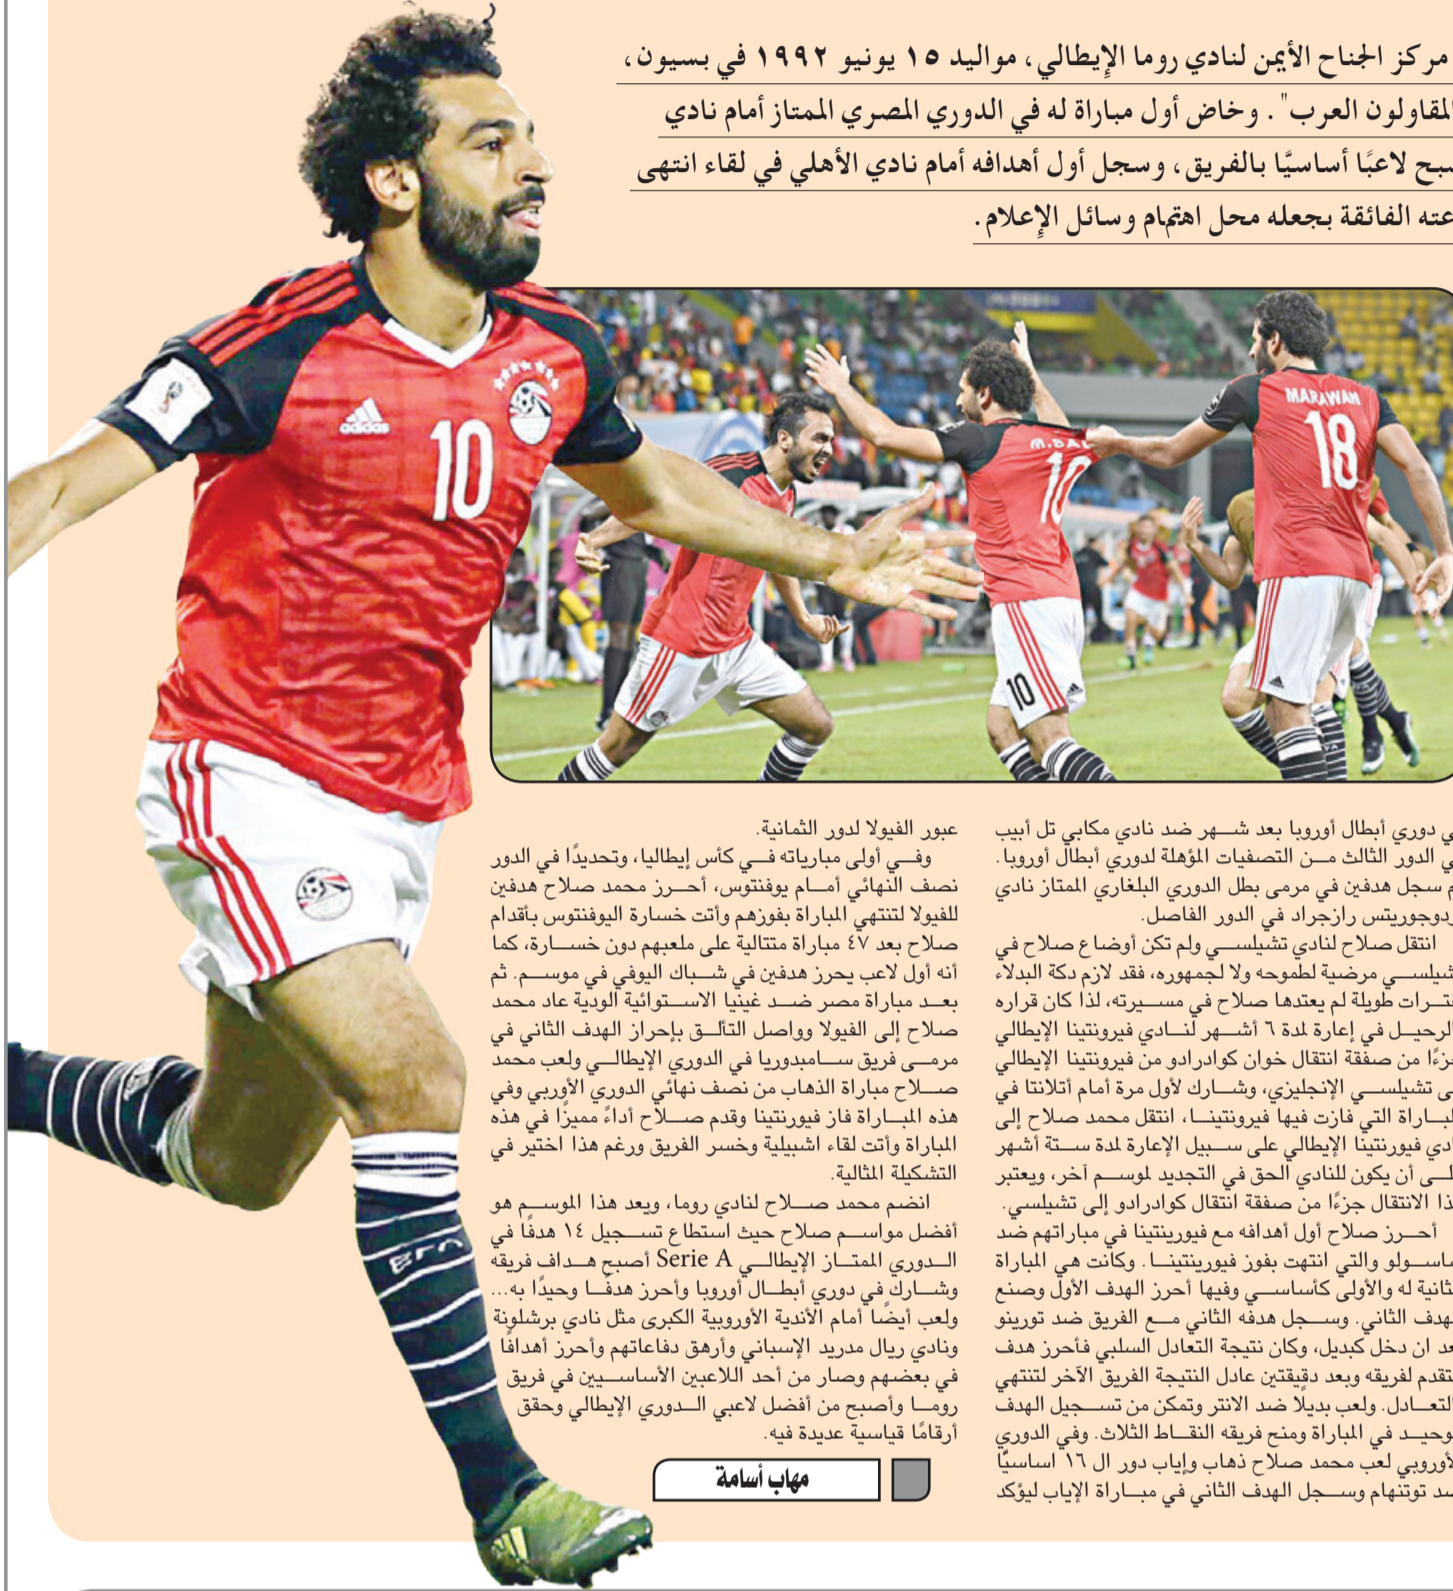 مركز الجناح الأيمن لنادي روما الإيطالي، مواليد ١٥ يونيو ١٩٩٢ في بسيون،
لمقاولون العرب". وخاض أول مباراة له في الدوري المصري الممتاز أمام نادي
سبح لاعبًا أساسيًّا بالفريق، وسجل أول أهدافه أمام نادي الأهلي في لقاء انتهى
عته الفائقة بجعله محل اهتمام وسائل الإعلام.
adidas
10
MARAWAN
18
10
10
EFA
ي دوري أبطال أوروبا بعد شهر ضد نادي مكابي تل أبيب
ي الدور الثالث من التصفيات المؤهلة لدوري أبطال أوروبا.
م سجل هدفين في مرمى بطل الدوري البلغاري الممتاز نادي
ودوجوريتس رازجراد في الدور الفاصل.
انتقل صلاح لنادي تشيلسي ولم تكن أوضاع صلاح في
شيلسي مرضية لطموحه ولا لجمهوره، فقد لازم دكة البدلاء
فترات طويلة لم يعتدها صلاح في مسيرته، لذا كان قراره
لرحيل في إعارة لمدة ٦ أشهر لنادي فيرونتينا الإيطالي
جزءًا من صفقة انتقال خوان كوادرادو من فيرونتينا الإيطالي
لى تشيلسي الإنجليزي، وشارك لأول مرة أمام أتلانتا في
لمباراة التي فازت فيها فيرونتينا، انتقل محمد صلاح إلى
ادي فيورنتينا الإيطالي على سبيل الإعارة لمدة ستة أشهر
لى أن يكون للنادي الحق في التجديد لموسم آخر، ويعتبر
ذا الانتقال جزءًا من صفقة انتقال كوادرادو إلى تشيلسي.
أحرز صلاح أول أهدافه مع فيورينتينا في مباراتهم ضد
ساسولو والتي انتهت بفوز فيورينتينا. وكانت هي المباراة
لثانية له والأولى كأساسي وفيها أحرز الهدف الأول وصنع
لهدف الثاني. وسجل هدفه الثاني مع الفريق ضد تورينو
عد ان دخل كبديل، وكان نتيجة التعادل السلبي فأحرز هدف
لتقدم لفريقه وبعد دقيقتين عادل النتيجة الفريق الآخر لتنتهي
لتعادل. ولعب بديلًا ضد الانتر وتمكن من تسجيل الهدف
لوحيد في المباراة ومنح فريقه النقاط الثلاث. وفي الدوري
لأوروبي لعب محمد صلاح ذهاب وإياب دور ال ١٦ اساسيًّا
ضد توتنهام وسجل الهدف الثاني في مباراة الإياب ليؤكد
عبور الفيولا لدور الثمانية.
وفي أولى مبارياته في كأس إيطاليا، وتحديدًا في الدور
نصف النهائي أمام يوفنتوس، أحرز محمد صلاح هدفين
للفيولا لتنتهي المباراة بفوزهم وأتت خسارة اليوفنتوس بأقدام
صلاح بعد ٤٧ مباراة متتالية على ملعبهم دون خسارة، كما
أنه أول لاعب يحرز هدفين في شباك اليوفي في موسم. ثم
بعد مباراة مصر ضد غينيا الاستوائية الودية عاد محمد
صلاح إلى الفيولا وواصل التألق بإحراز الهدف الثاني في
مرمى فريق سامبدوريا في الدوري الإيطالي ولعب محمد
صلاح مباراة الذهاب من نصف نهائي الدوري الأوربي وفي
هذه المباراة فاز فيورنتينا وقدم صلاح أداءً مميزًا في هذه
المباراة وأتت لقاء اشبيلية وخسر الفريق ورغم هذا اختير في
التشكيلة المثالية.
انضم محمد صلاح لنادي روما، ويعد هذا الموسم هو
أفضل مواسم صلاح حيث استطاع تسجيل ١٤ هدفًا في
الدوري الممتاز الإيطالي Serie A أصبح هداف فريقه
وشارك في دوري أبطال أوروبا وأحرز هدفًا وحيدًا به...
ولعب أيضًا أمام الأندية الأوروبية الكبرى مثل نادي برشلونة
ونادي ريال مدريد الإسباني وأرهق دفاعاتهم وأحرز أهدافًا
في بعضهم وصار من أحد اللاعبين الأساسيين في فريق
روما وأصبح من أفضل لاعبي الدوري الإيطالي وحقق
أرقامًا قياسية عديدة فيه.
مهاب أسامة